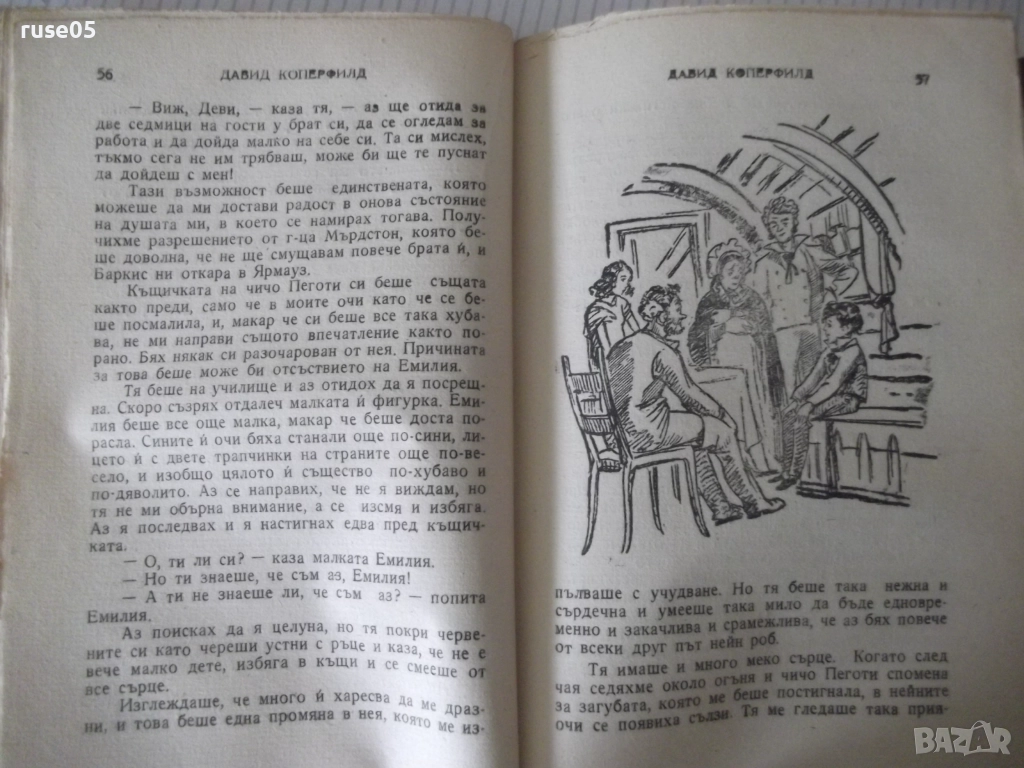 ruse05
56
ДАВИД КОПЕРФИЛД
— Виж, Деви, — каза тя, — аз ще отида за
две седмици на гости у брат си, да се огледам за
работа и да дойда малко на себе си. Та си мислех,
тъкмо сега не им трябваш, може би ще те пуснат
да дойдеш с мен!
Тази възможност беше единствената, която
можеше да ми достави радост в онова състояние
на душата ми, в което се намирах тогава. Полу-
чихме разрешението от г-ца Мърдстон, която бе-
ше доволна, че не ще смущавам повече брата ѝ, и
Баркис ни откара в Ярмауз.
Къщичката на чичо Пеготи си беше същата
както преди, само че в моите очи като че се бе-
ше посмалила, и, макар че си беше все така хуба-
ва, не ми направи същото впечатление както по-
рано. Бях някак си разочарован от нея. Причината
за това беше може би отсъствието на Емилия.
Тя беше на училище и аз отидох да я посрещ-
на. Скоро съзрях отдалеч малката ѝ фигурка. Еми-
лия беше все още малка, макар че беше доста по-
расла. Сините ѝ очи бяха станали още по-сини, ли-
цето ѝ с двете трапчинки на страните още по-ве-
село, и изобщо цялото ѝ същество по-хубаво и
по-дяволито. Аз се направих, че не я виждам, но
тя не ми обърна внимание, а се изсмя и избяга.
Аз я последвах и я настигнах едва пред къщич-
ката.
— О, ти ли си? — каза малката Емилия.
— Но ти знаеше, че съм аз, Емилия!
— А ти не знаеше ли, че съм аз? — попита
Емилия.
Аз поисках да я целуна, но тя покри черве-
ните си като череши устни с ръце и каза, че не е
вече малко дете, избяга в къщи и се смееше от
все сърце.
Изглеждаше, че много ѝ харесва да ме драз-
ни, и това беше една промяна в нея, която ме из-
ДАВИД КОПЕРФИЛД
57
пълваше с учудване. Но тя беше така нежна и
сърдечна и умееше така мило да бъде едновре-
менно и закачлива и срамежлива, че аз бях повече
от всеки друг път нейн роб.
Тя имаше и много меко сърце. Когато след
чая седяхме около огъня и чичо Пеготи спомена
за загубата, която ме беше постигнала, в нейните
очи се появиха сълзи. Тя ме гледаше така приа-
BAZAR